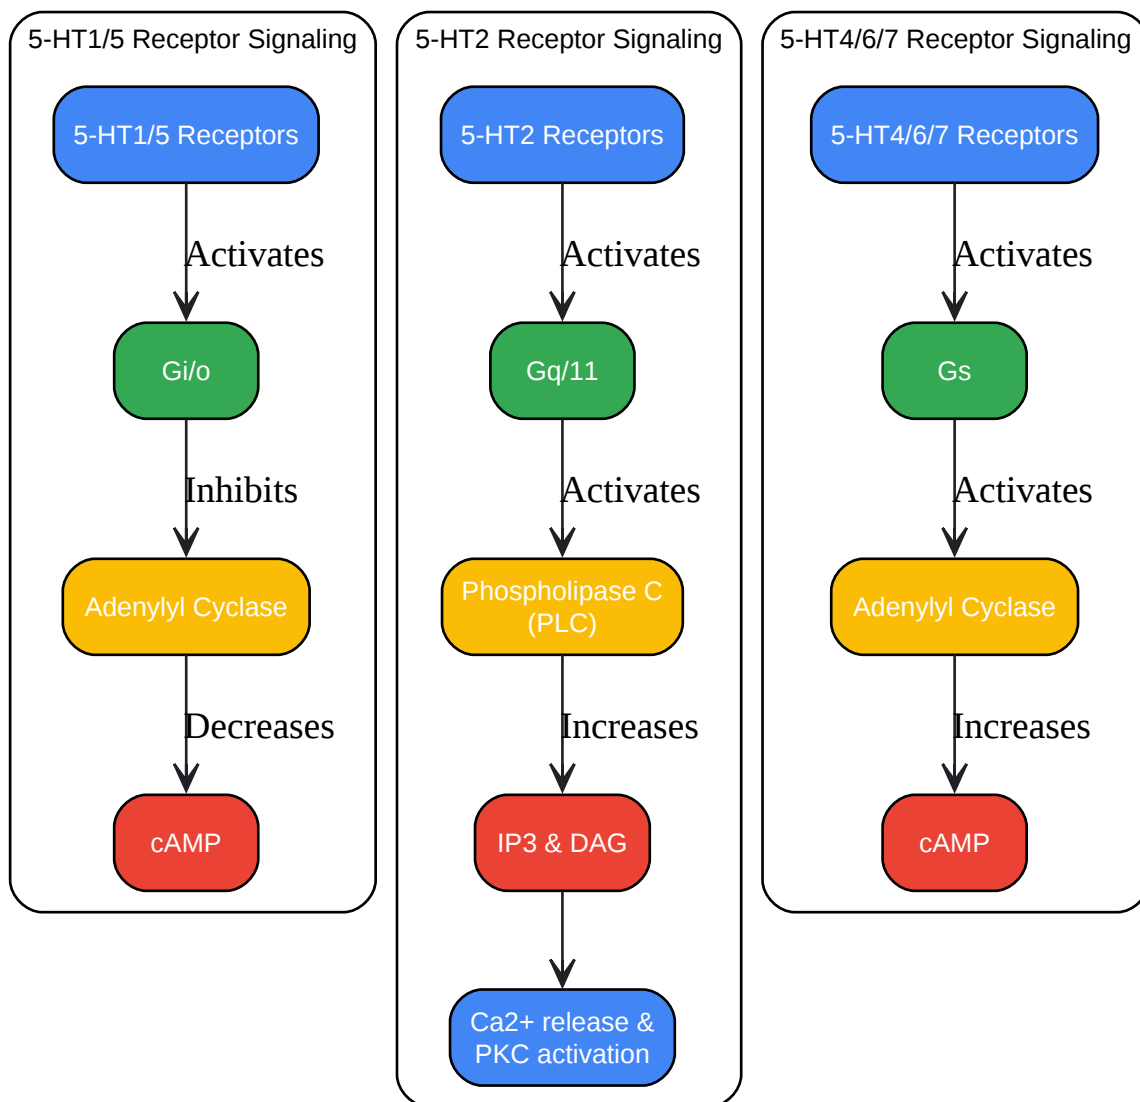 5-HT1/5 Receptor Signaling
5-HT1/5 Receptors
Activates
Gi/o
Inhibits
Adenylyl Cyclase
Decreases
cAMP
5-HT2 Receptor Signaling
5-HT2 Receptors
Activates
Gq/11
Activates
Phospholipase C
(PLC)
Increases
IP3 & DAG
Ca2+ release &
PKC activation
5-HT4/6/7 Receptor Signaling
5-HT4/6/7 Receptors
Activates
Gs
Activates
Adenylyl Cyclase
Increases
cAMP